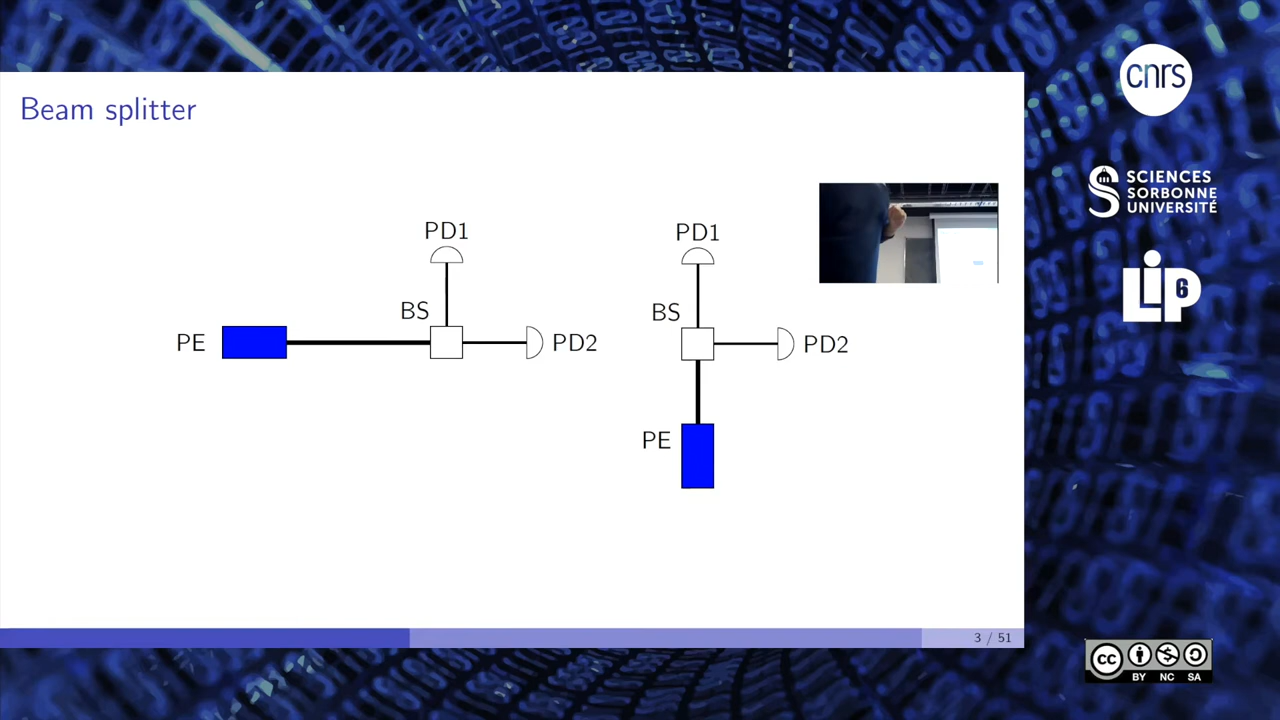 Beam splitter
PD1
BS
PE
PD2
PD1
BS
PD2
PE
3 / 51
cnrs
SCIENCES
SORBONNE
UNIVERSITÉ
LIP6
cc
BY NC SA